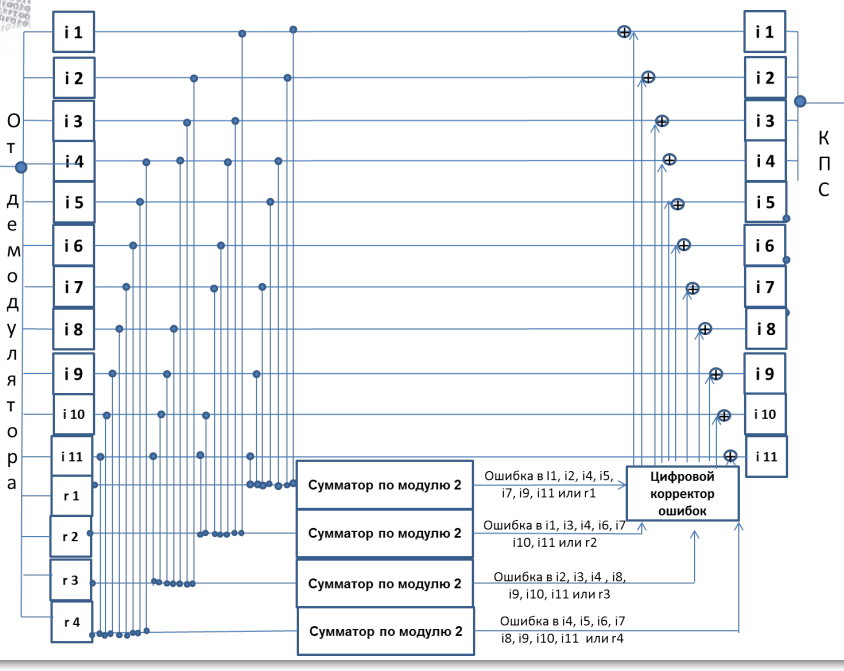 От демодулятора
i 1
i 2
i 3
i 4
i 5
i 6
i 7
i 8
i 9
i 10
i 11
r 1
r 2
r 3
r 4
Сумматор по модулю 2
Сумматор по модулю 2
Сумматор по модулю 2
Сумматор по модулю 2
Ошибка в I1, i2, i4, i5,
i7, i9, i11 или r1
Ошибка в i1, i3, i4, i6, i7
i10, i11 или r2
Ошибка в i2, i3, i4 , i8,
i9, i10, i11 или r3
Ошибка в i4, i5, i6, i7
i8, i9, i10, i11 или r4
Цифровой
корректор
ошибок
i 1
i 2
i 3
i 4
i 5
i 6
i 7
i 8
i 9
i 10
i 11
КПС